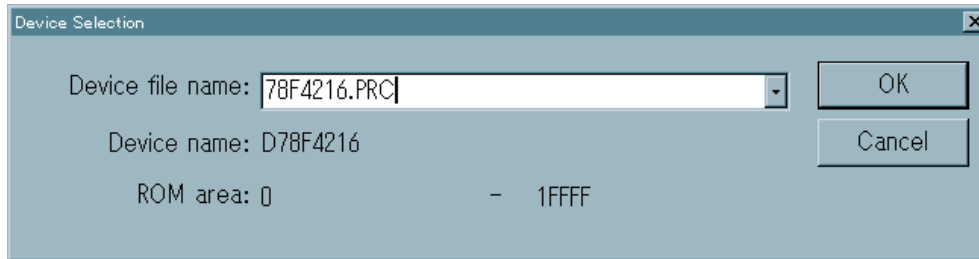 Device Selection
Device file name: 78F4216.PRC
OK
Device name: D78F4216
Cancel
ROM area: 0 - 1FFFF